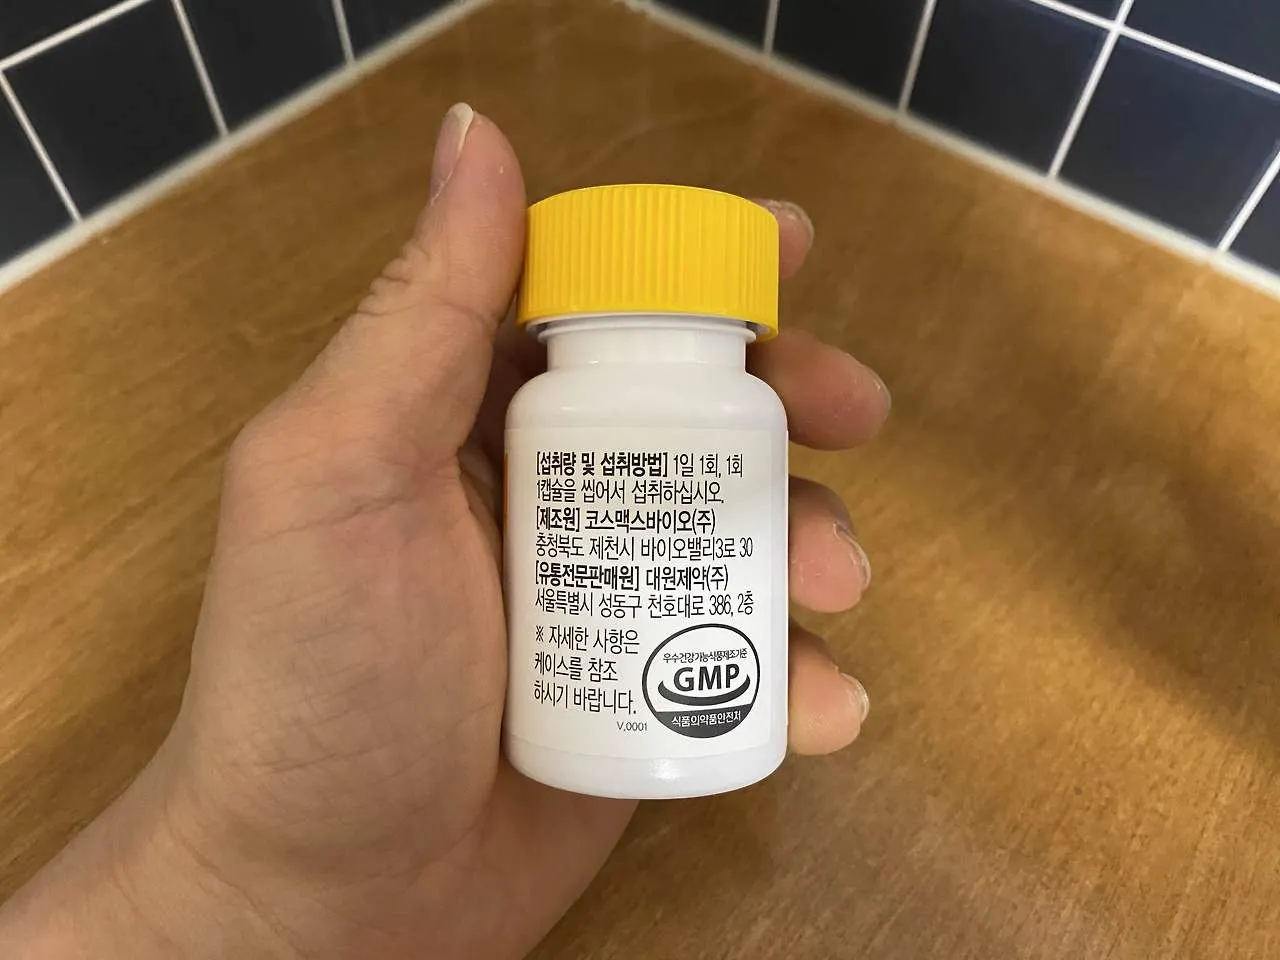 [섭취량 및 섭취방법] 1일 1회, 1회
1캡슐을 씹어서 섭취하십시오.
[제조원] 코스맥스바이오(주)
충청북도 제천시 바이오밸리3로 30
[유통전문판매원] 대원제약(주)
서울특별시 성동구 천호대로 386, 2층
※ 자세한 사항은
케이스를 참조
하시기 바랍니다.
V.0001
우수건강기능식품제조기준
GMP
식품의약품안전처